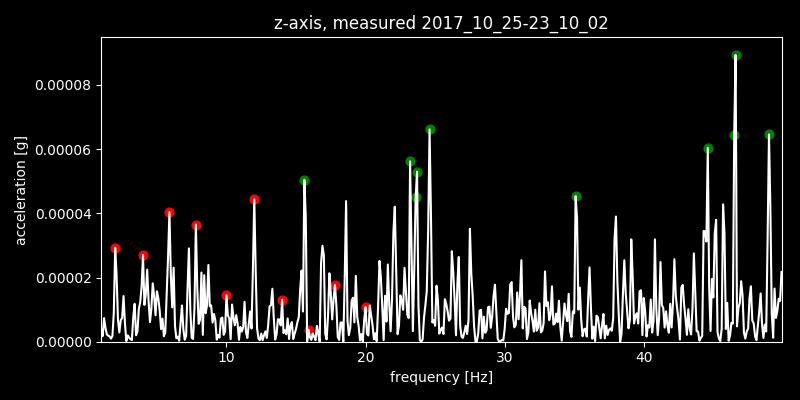 z-axis, measured 2017_10_25-23_10_02
acceleration [g]
0.00008
0.00006
0.00004
0.00002
0.00000
10 20 30 40
frequency [Hz]